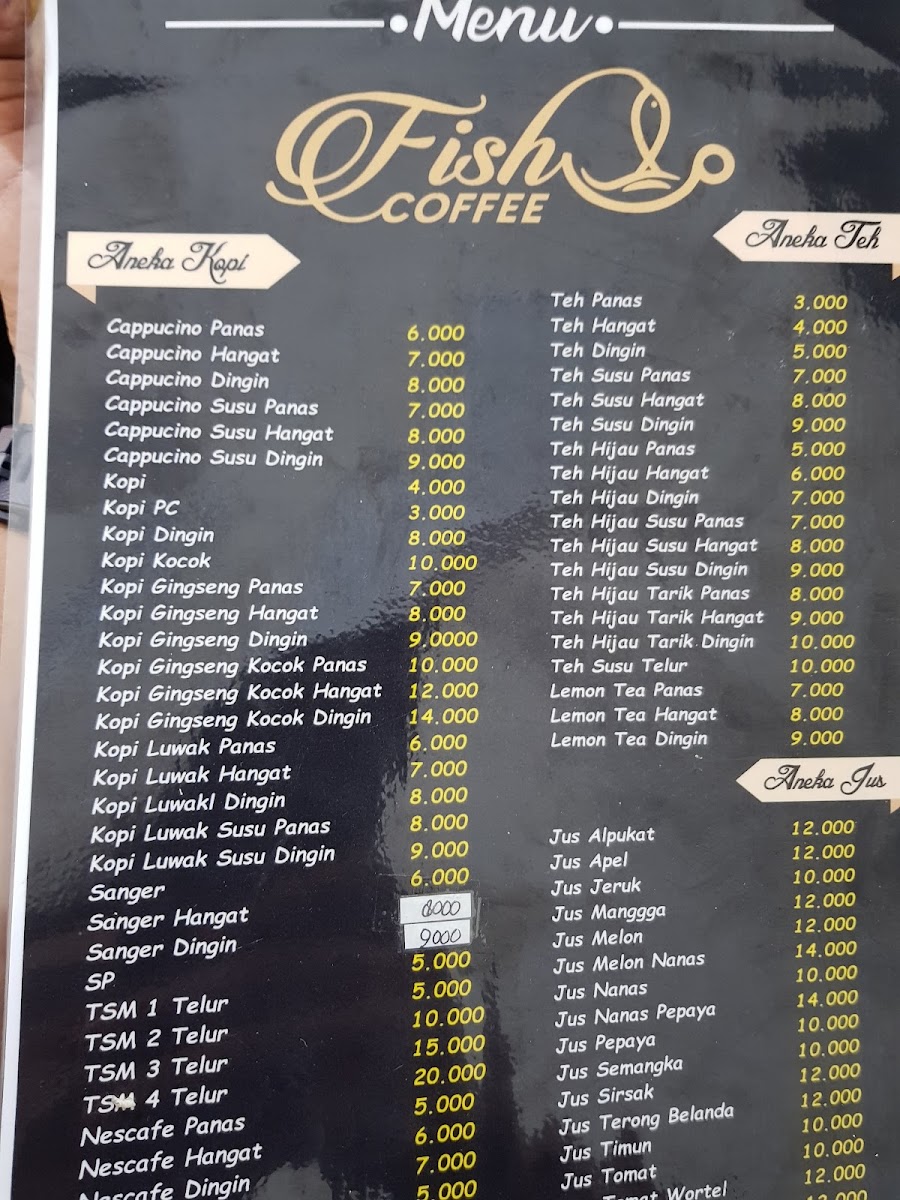 Menu
Fish
COFFEE
Aneka Kopi
Cappucino Panas 6.000
Cappucino Hangat 7.000
Cappucino Dingin 8.000
Cappucino Susu Panas 7.000
Cappucino Susu Hangat 8.000
Cappucino Susu Dingin 9.000
Kopi 4.000
Kopi PC 3.000
Kopi Dingin 8.000
Kopi Kocok 10.000
Kopi Gingseng Panas 7.000
Kopi Gingseng Hangat 8.000
Kopi Gingseng Dingin 9.0000
Kopi Gingseng Kocok Panas 10.000
Kopi Gingseng Kocok Hangat 12.000
Kopi Gingseng Kocok Dingin 14.000
Kopi Luwak Panas 6.000
Kopi Luwak Hangat 7.000
Kopi Luwakl Dingin 8.000
Kopi Luwak Susu Panas 8.000
Kopi Luwak Susu Dingin 9.000
Sanger 6.000
Sanger Hangat 8000
Sanger Dingin 9000
SP 5.000
TSM 1 Telur 5.000
TSM 2 Telur 10.000
TSM 3 Telur 15.000
TSM 4 Telur 20.000
Nescafe Panas 5.000
Nescafe Hangat 6.000
Nescafe Dingin 7.000
5.000
Aneka Teh
Teh Panas 3.000
Teh Hangat 4.000
Teh Dingin 5.000
Teh Susu Panas 7.000
Teh Susu Hangat 8.000
Teh Susu Dingin 9.000
Teh Hijau Panas 5.000
Teh Hijau Hangat 6.000
Teh Hijau Dingin 7.000
Teh Hijau Susu Panas 7.000
Teh Hijau Susu Hangat 8.000
Teh Hijau Susu Dingin 9.000
Teh Hijau Tarik Panas 8.000
Teh Hijau Tarik Hangat 9.000
Teh Hijau Tarik Dingin 10.000
Teh Susu Telur 10.000
Lemon Tea Panas 7.000
Lemon Tea Hangat 8.000
Lemon Tea Dingin 9.000
Aneka Jus
Jus Alpukat 12.000
Jus Apel 12.000
Jus Jeruk 10.000
Jus Manggga 12.000
Jus Melon 12.000
Jus Melon Nanas 14.000
Jus Nanas 10.000
Jus Nanas Pepaya 14.000
Jus Pepaya 10.000
Jus Semangka 10.000
Jus Sirsak 12.000
Jus Terong Belanda 12.000
Jus Timun 10.000
Jus Tomat 10.000
Tomat Wortel 12.000